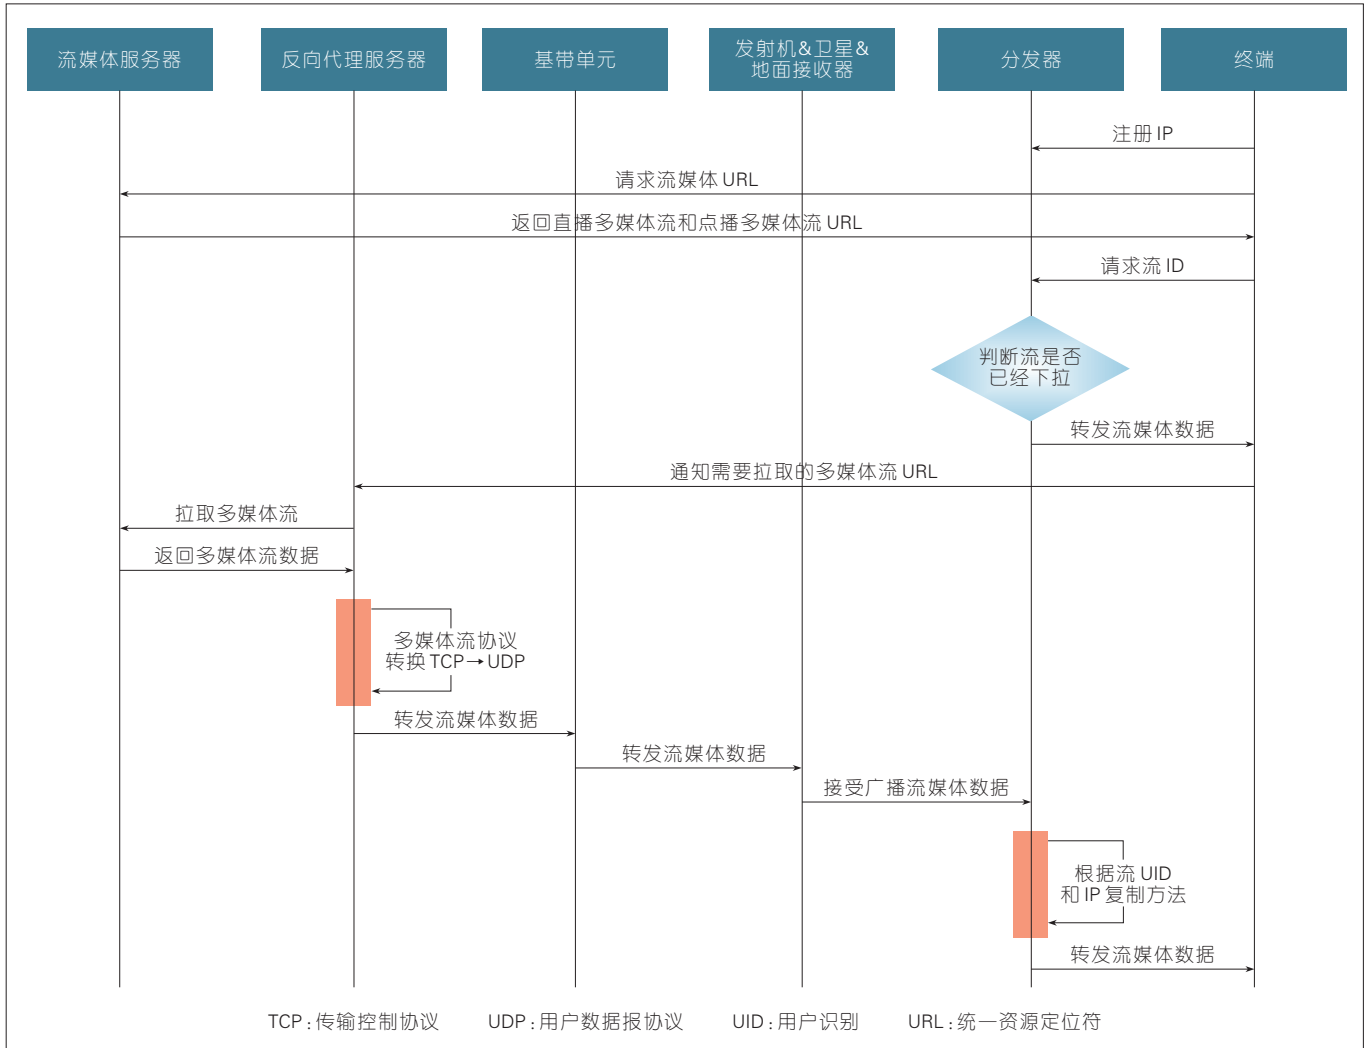 流媒体服务器
反向代理服务器
基带单元
发射机&卫星&
地面接收器
分发器
终端
注册 IP
请求流媒体 URL
返回直播多媒体流和点播多媒体流 URL
请求流 ID
判断流是否
已经下拉
转发流媒体数据
通知需要拉取的多媒体流 URL
拉取多媒体流
返回多媒体流数据
多媒体流协议
转换 TCP→UDP
转发流媒体数据
转发流媒体数据
接受广播流媒体数据
根据流 UID
和 IP 复制方法
转发流媒体数据
TCP：传输控制协议 UDP：用户数据报协议 UID：用户识别 URL：统一资源定位符